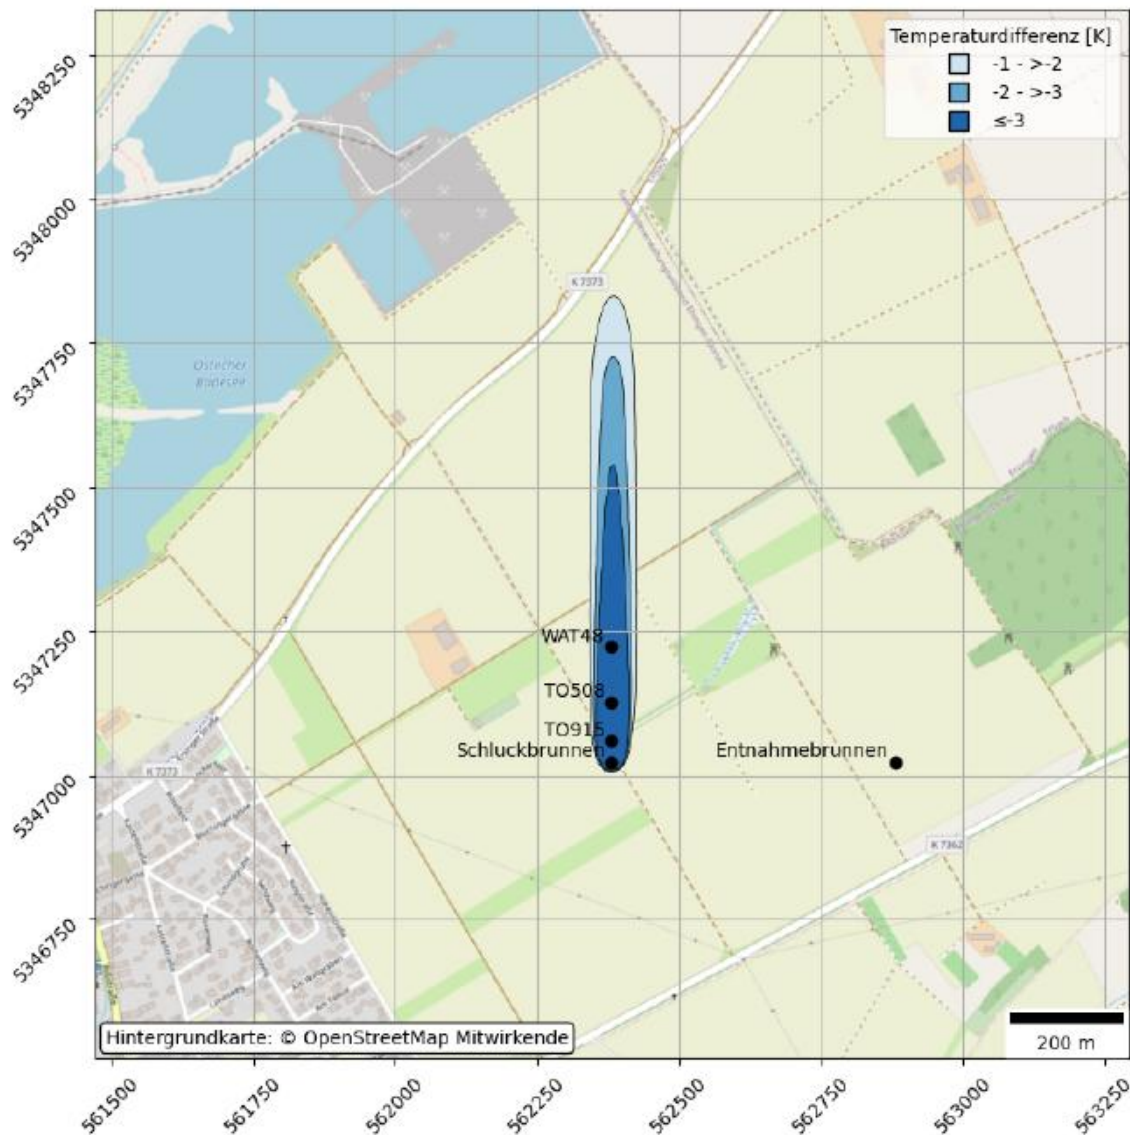 Temperaturdifferenz [K]
-1 - >-2
-2 - >-3
≤-3
5348250
5348000
5347750
5347500
5347250
5347000
5346750
K 7373
Ostecher
Badesee
WAT48
TO508
TO915
Schluckbrunnen
Entnahmebrunnen
K 7373
K 7362
Hintergrundkarte: © OpenStreetMap Mitwirkende
200 m
561500
561750
562000
562250
562500
562750
563000
563250